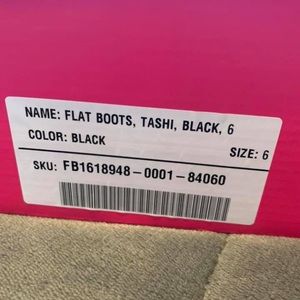 NAME: FLAT BOOTS, TASHI, BLACK, 6
COLOR: BLACK
SIZE: 6
SKU: FB1618948-0001-84060